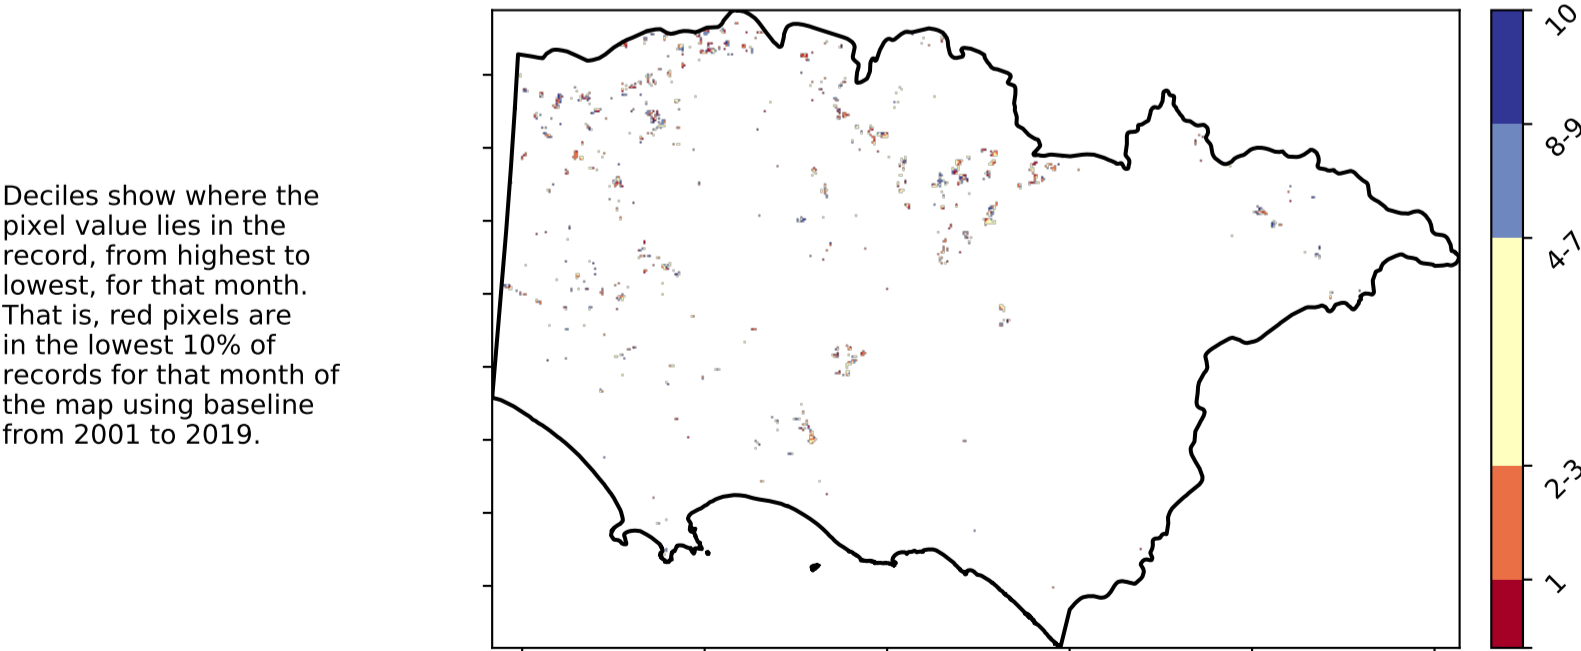 Deciles show where the
pixel value lies in the
record, from highest to
lowest, for that month.
That is, red pixels are
in the lowest 10% of
records for that month of
the map using baseline
from 2001 to 2019.
10
8-9
4-7
2-3
1